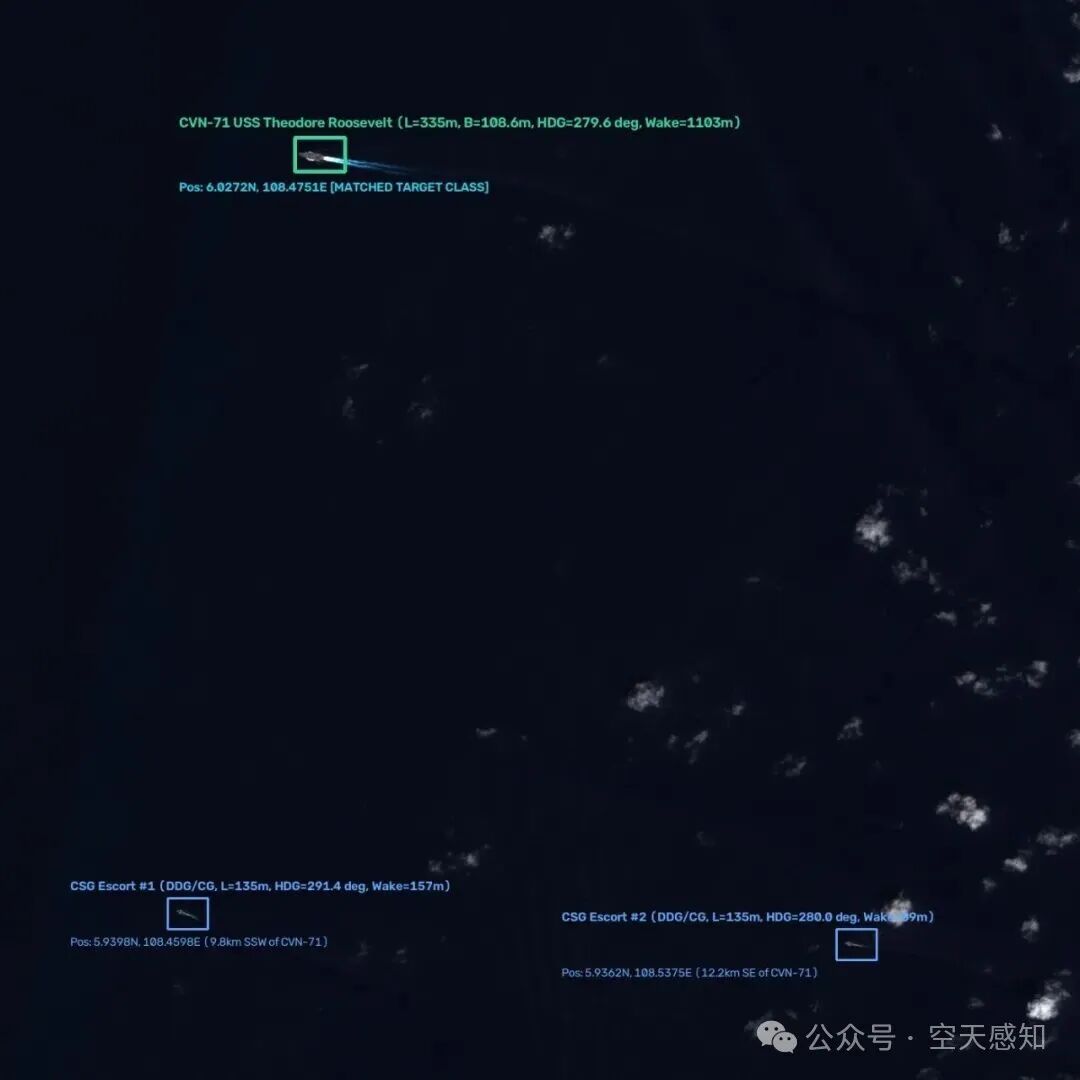 CVN-71 USS Theodore Roosevelt (L=335m, B=108.6m, HDG=279.6 deg, Wake=1103m)
Pos: 6.0272N, 108.4751E [MATCHED TARGET CLASS]
CSG Escort #1 (DDG/CG, L=135m, HDG=291.4 deg, Wake=157m)
Pos: 5.9398N, 108.4598E (9.8km SSW of CVN-71)
CSG Escort #2 (DDG/CG, L=135m, HDG=280.0 deg,
Pos: 5.9362N, 108.5375E (12.2km SE of CVN-71)
公众号 · 空天感知